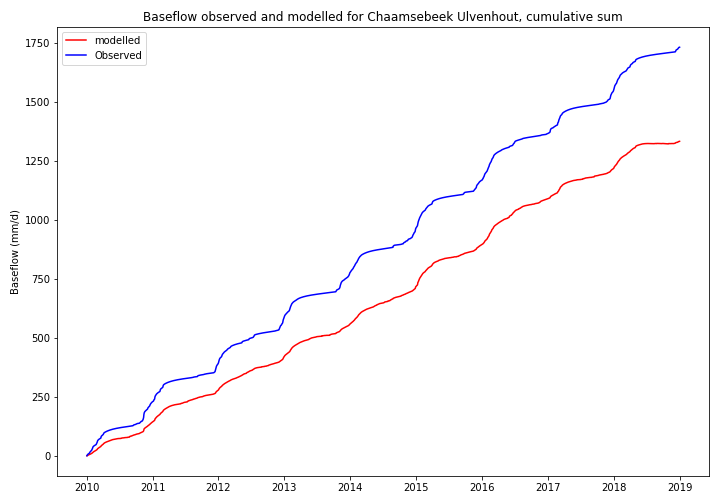 Baseflow observed and modelled for Chaamsebeek Ulvenhout, cumulative sum
modelled
Observed
Baseflow (mm/d)
1750
1500
1250
1000
750
500
250
0
2010 2011 2012 2013 2014 2015 2016 2017 2018 2019